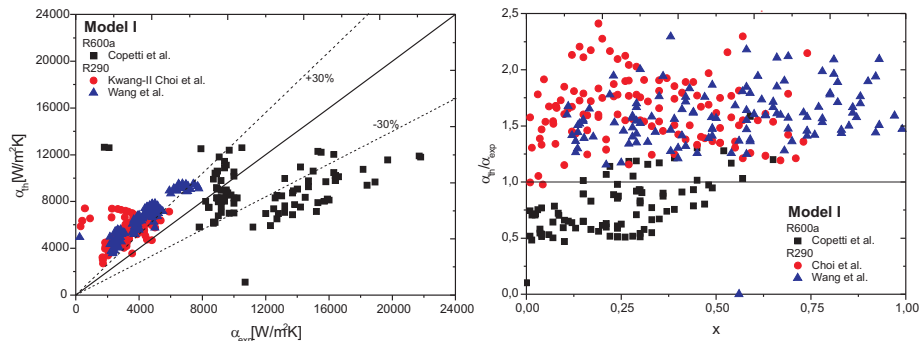 24000
20000
16000
12000
8000
4000
0
α_th[W/m²K]
Model I
R600a
Copetti et al.
R290
Kwang-Il Choi et al.
Wang et al.
+30%
-30%
0
4000
8000
12000
16000
20000
24000
α_exp[W/m²K]
2,5
2,0
1,5
1,0
0,5
0,0
α_th/α_exp
Model I
R600a
Copetti et al.
R290
Choi et al.
Wang et al.
0,00
0,25
0,50
0,75
1,00
x